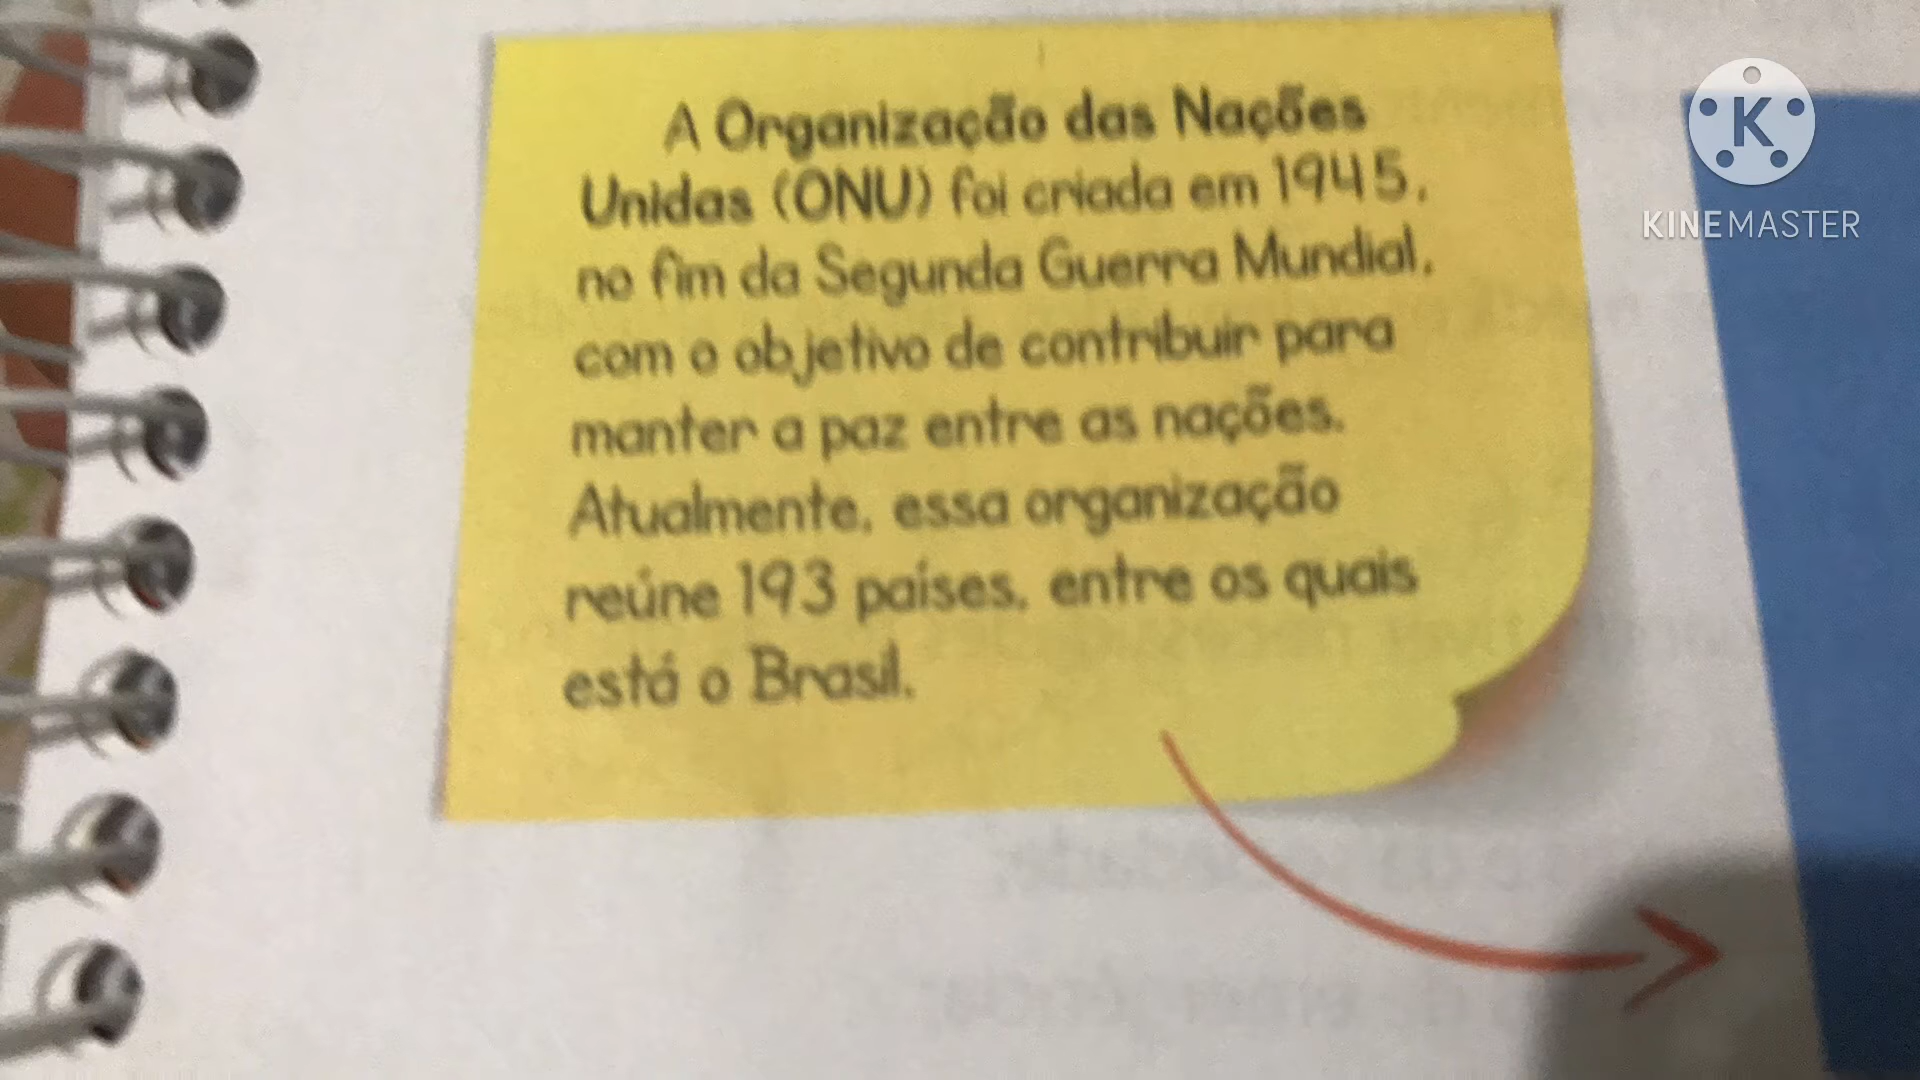 A Organização das Nações
Unidas (ONU) foi criada em 1945,
no fim da Segunda Guerra Mundial,
com o objetivo de contribuir para
manter a paz entre as nações.
Atualmente, essa organização
reúne 193 países, entre os quais
está o Brasil.
K
KINEMASTER